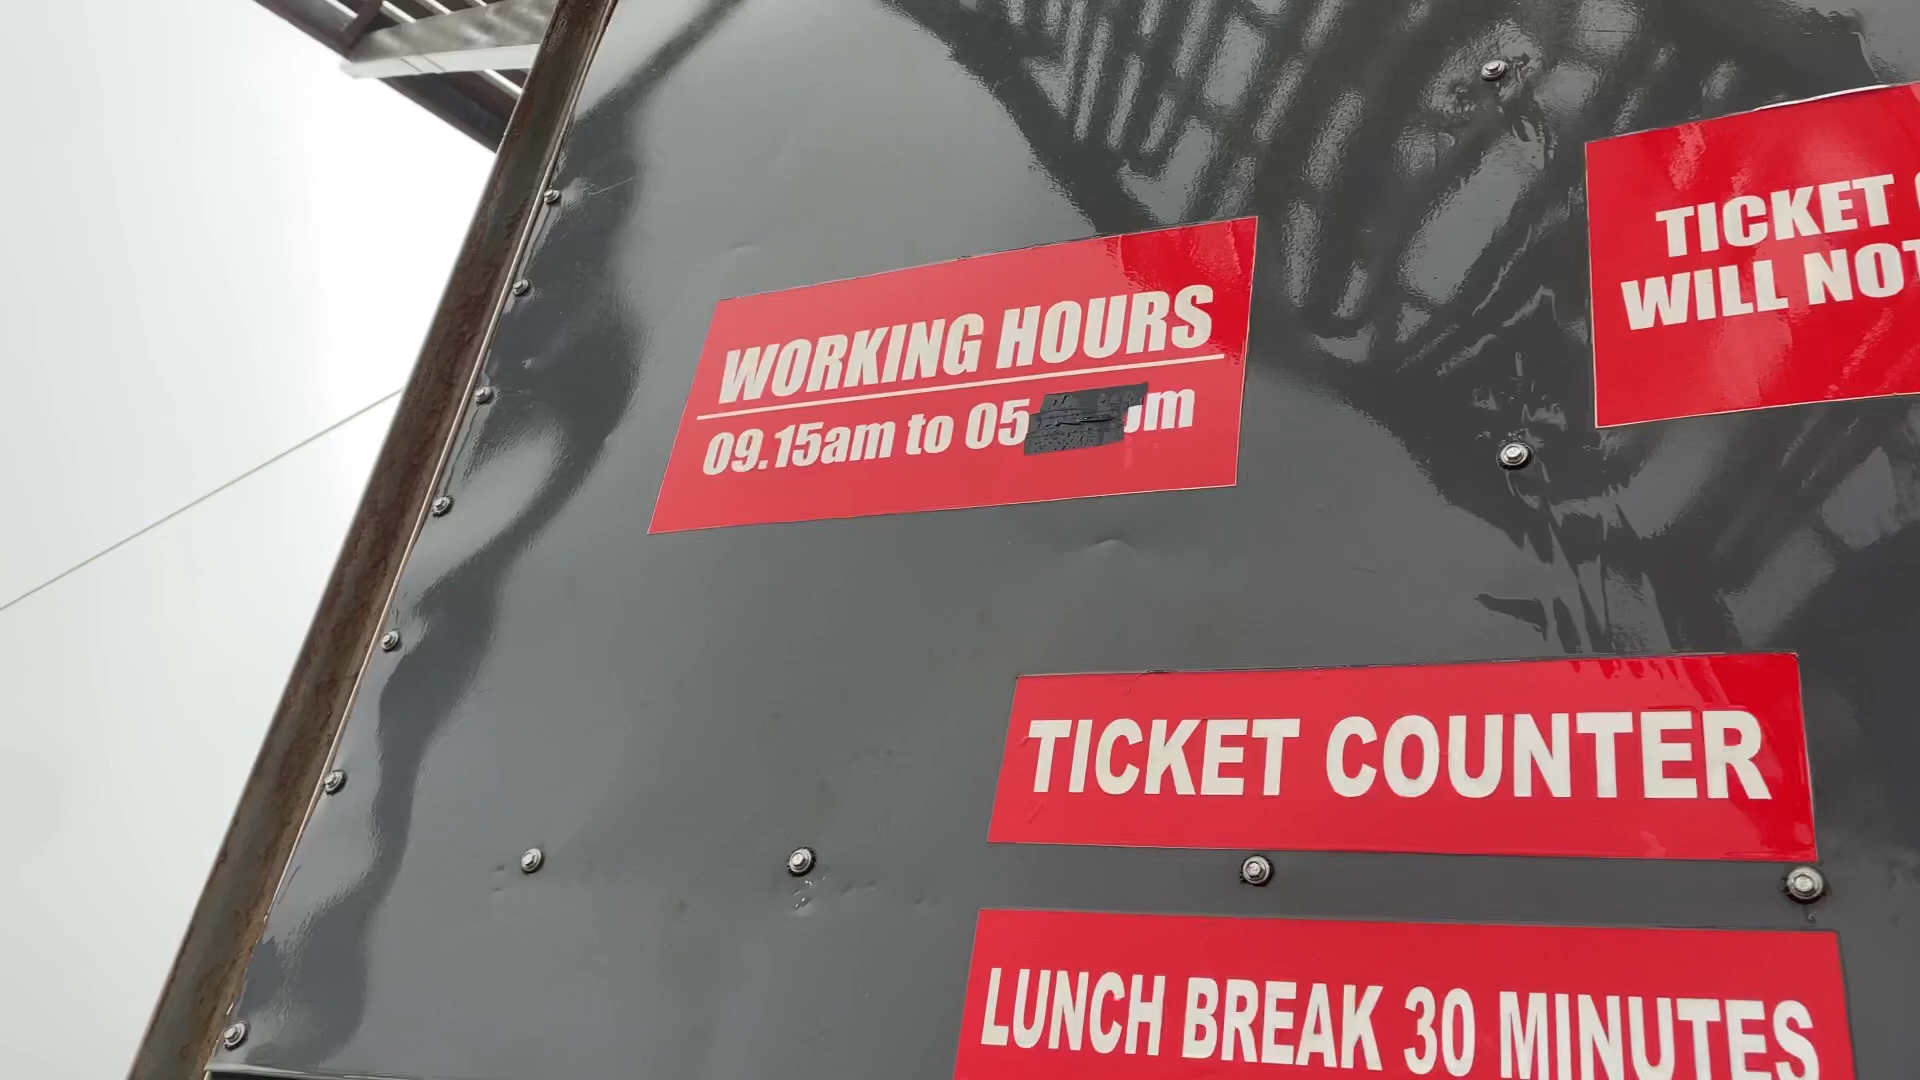 WORKING HOURS
09.15am to 05
TICKET
WILL NOT
TICKET COUNTER
LUNCH BREAK 30 MINUTES